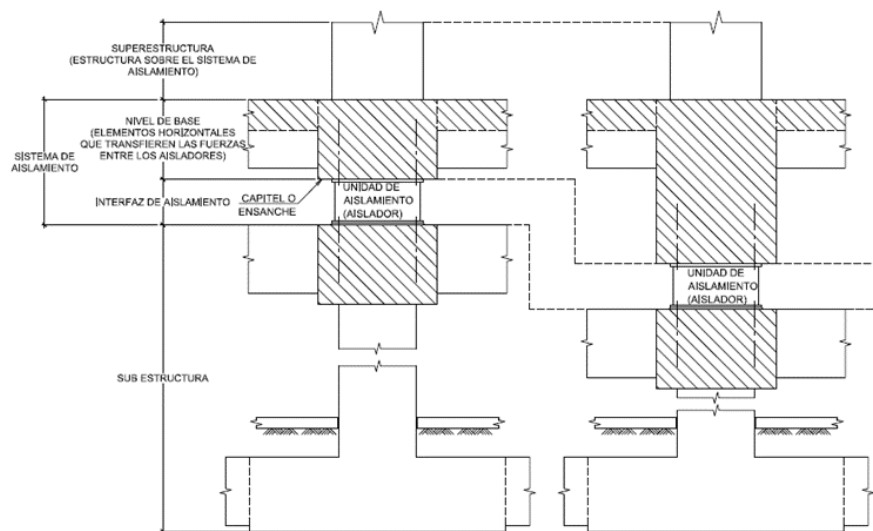 SUPERESTRUCTURA
(ESTRUCTURA SOBRE EL SISTEMA DE
AISLAMIENTO)
NIVEL DE BASE
(ELEMENTOS HORIZONTALES
QUE TRANSFIEREN LAS FUERZAS
ENTRE LOS AISLADORES)
SISTEMA DE
AISLAMIENTO
INTERFAZ DE AISLAMIENTO
CAPITEL O
ENSANCHE
UNIDAD DE
AISLAMIENTO
(AISLADOR)
UNIDAD DE
AISLAMIENTO
(AISLADOR)
SUB ESTRUCTURA